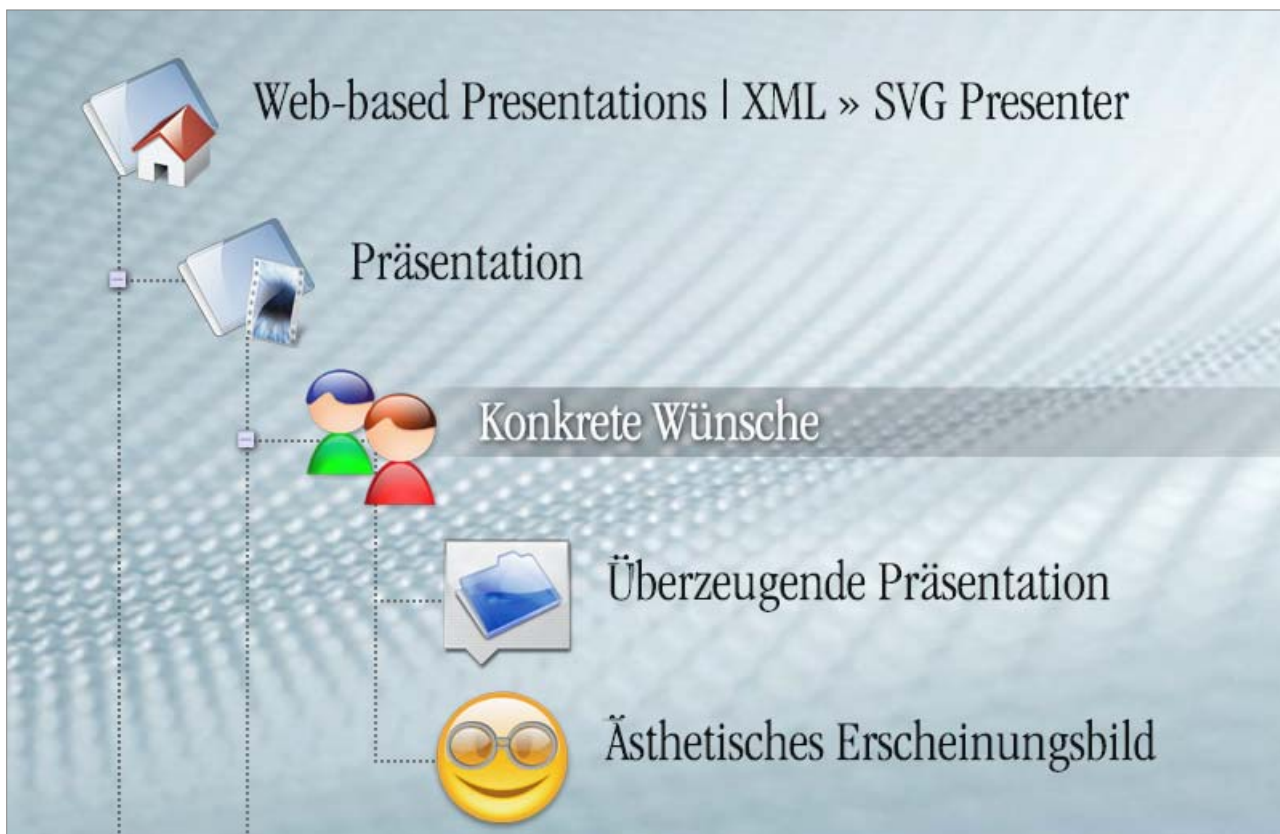 Web-based Presentations | XML » SVG Presenter
Präsentation
Konkrete Wünsche
Überzeugende Präsentation
Ästhetisches Erscheinungsbild